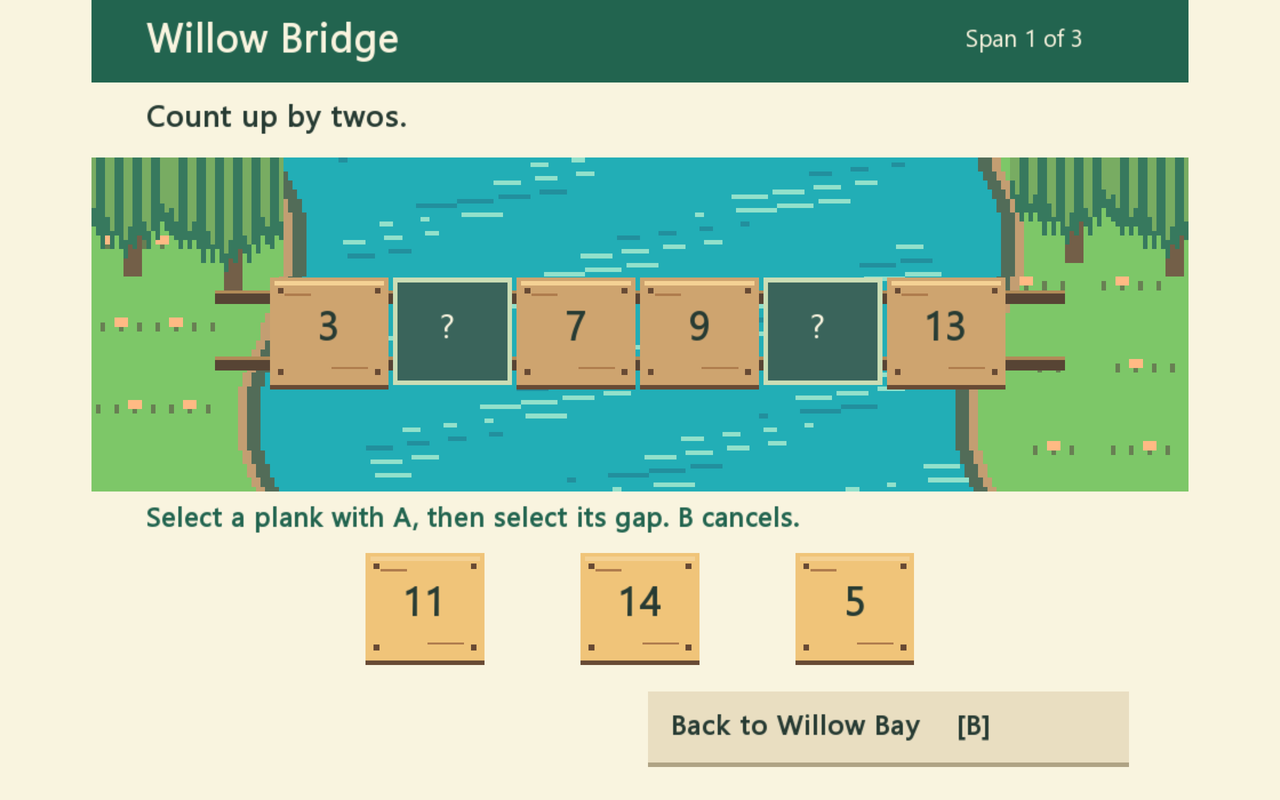 Willow Bridge
Span 1 of 3
Count up by twos.
3 ? 7 9 ? 13
Select a plank with A, then select its gap. B cancels.
11 14 5
Back to Willow Bay [B]